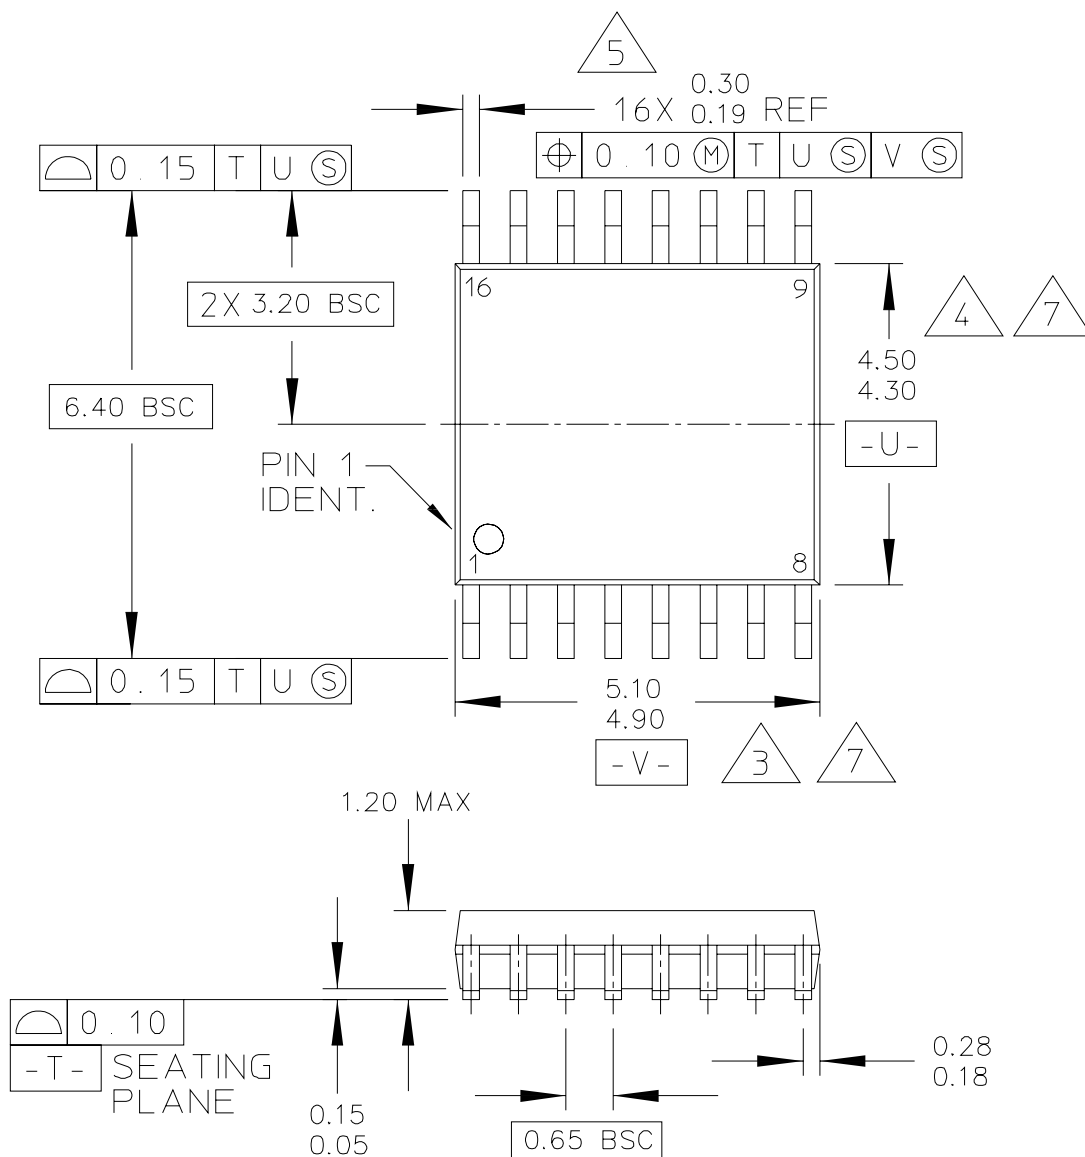 5
0.30
16X 0.19 REF
⌖ 0.10 Ⓜ T U Ⓢ V Ⓢ
⌓ 0.15 T U Ⓢ
16 9
2X 3.20 BSC
4 7
4.50
4.30
6.40 BSC
-U-
PIN 1
IDENT.
1 8
⌓ 0.15 T U Ⓢ
5.10
4.90
-V-
3 7
1.20 MAX
⌓ 0.10
-T- SEATING
PLANE
0.28
0.18
0.15
0.05
0.65 BSC